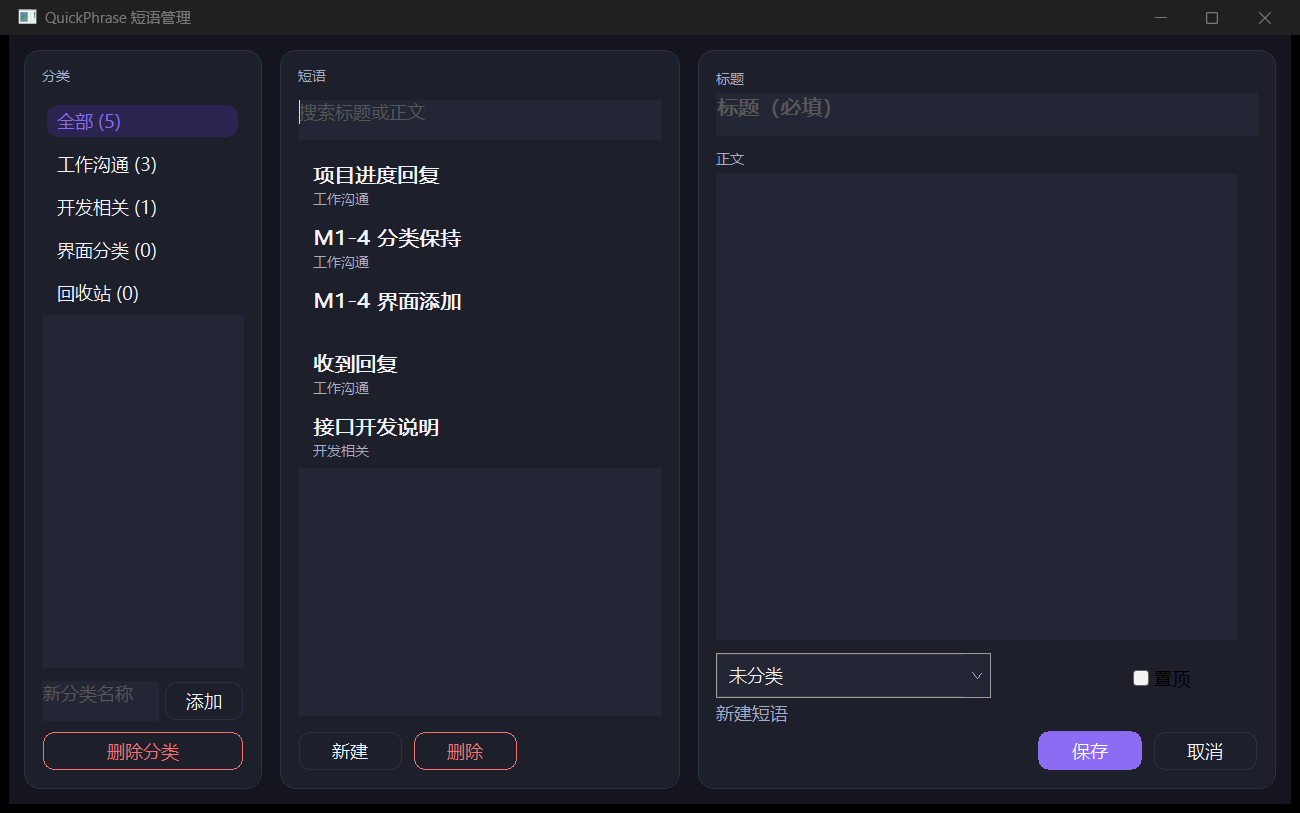 QuickPhrase 短语管理
分类
全部 (5)
工作沟通 (3)
开发相关 (1)
界面分类 (0)
回收站 (0)
新分类名称
添加
删除分类
短语
搜索标题或正文
项目进度回复
工作沟通
M1-4 分类保持
工作沟通
M1-4 界面添加
收到回复
工作沟通
接口开发说明
开发相关
新建
删除
标题
标题（必填）
正文
未分类
置顶
新建短语
保存
取消